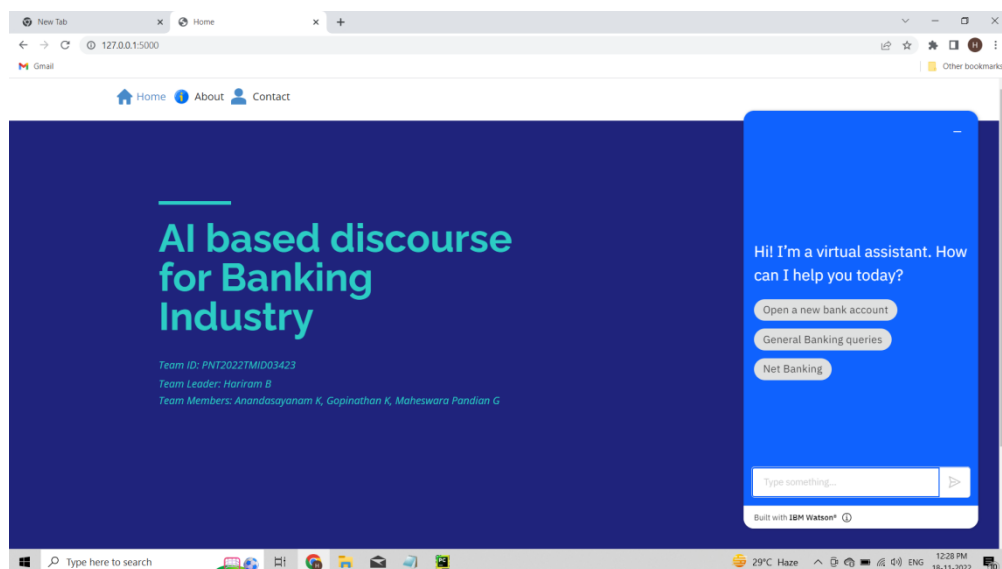 New Tab
Home
127.0.0.1:5000
H
Gmail
Other bookmarks
Home
About
Contact
AI based discourse
for Banking
Industry
Team ID: PNT2022TMID03423
Team Leader: Hariram B
Team Members: Anandasayanam K, Gopinathan K, Maheswara Pandian G
Hi! I'm a virtual assistant. How
can I help you today?
Open a new bank account
General Banking queries
Net Banking
Type something...
Built with IBM Watson®
Type here to search
29°C Haze
ENG
12:28 PM
18-11-2022